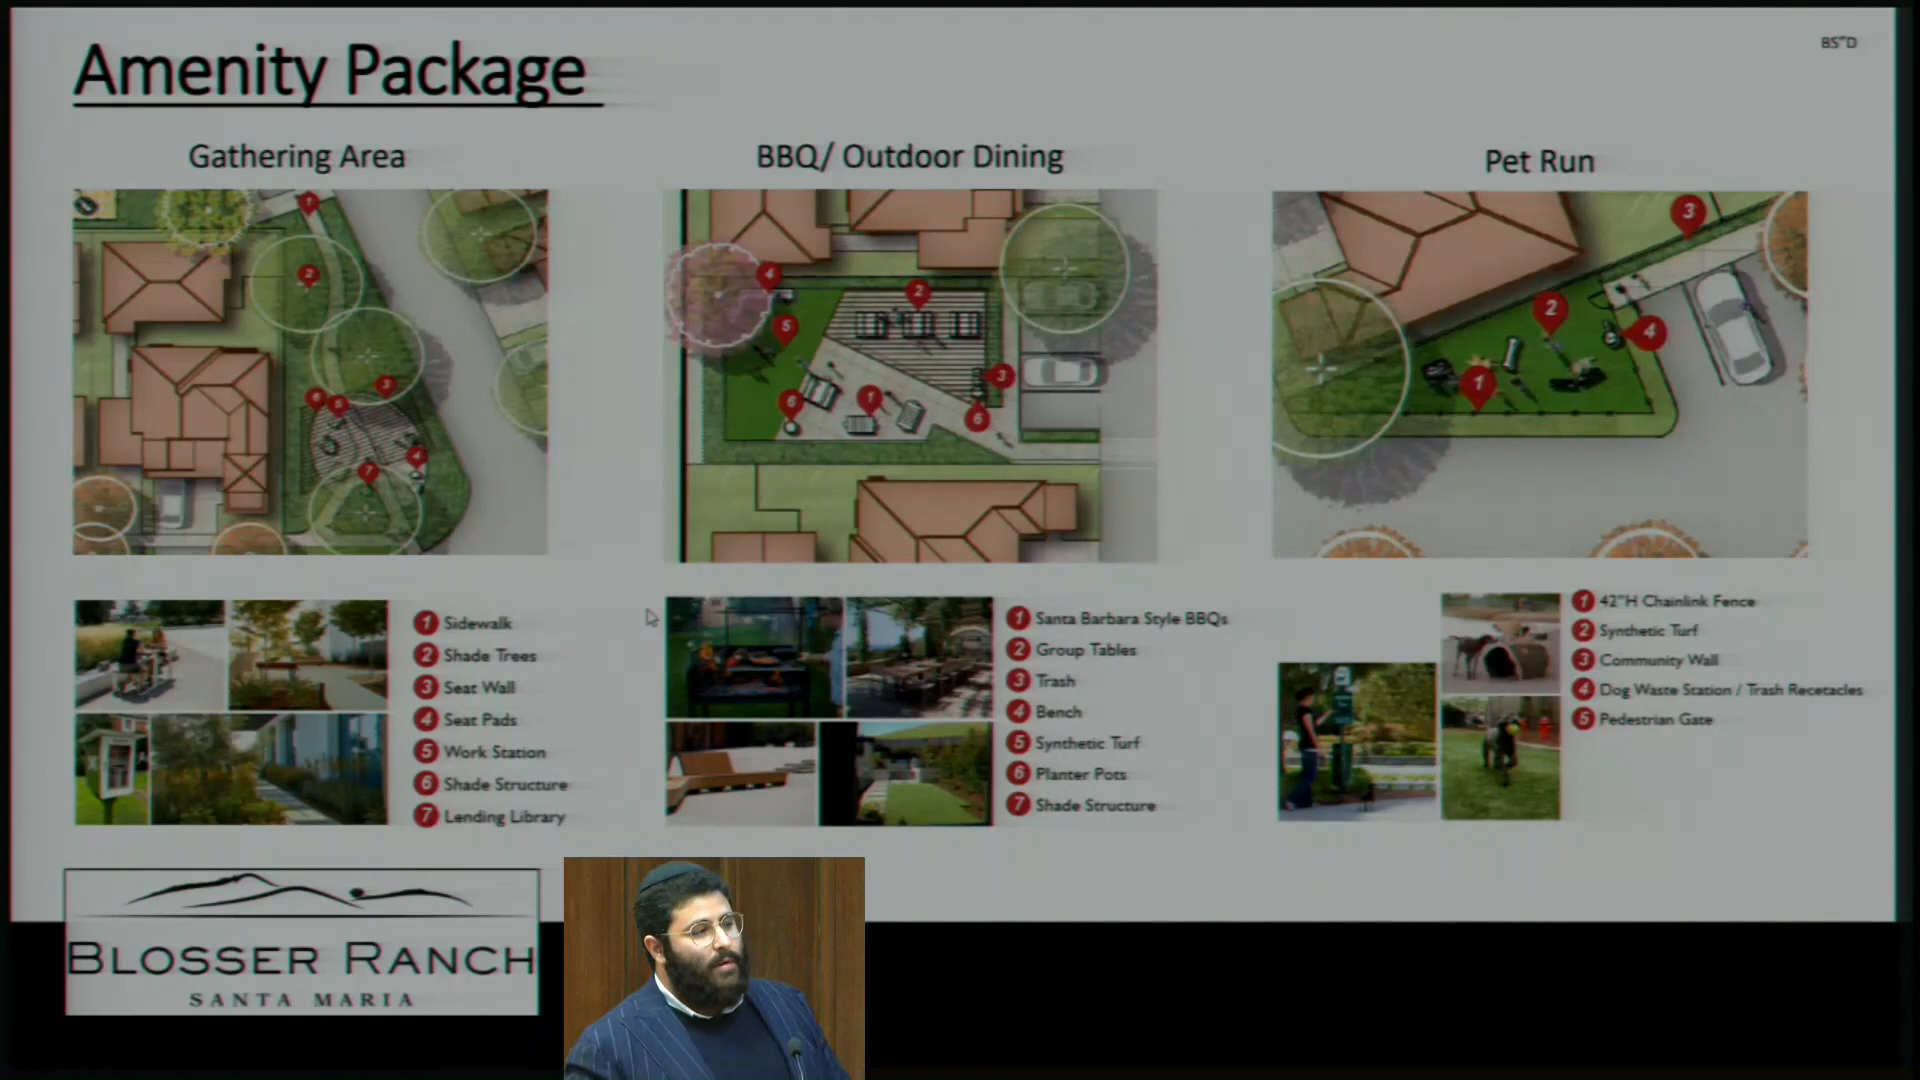 BS"D
Amenity Package
Gathering Area
1 Sidewalk
2 Shade Trees
3 Seat Wall
4 Seat Pads
5 Work Station
6 Shade Structure
7 Lending Library
BBQ/ Outdoor Dining
1 Santa Barbara Style BBQs
2 Group Tables
3 Trash
4 Bench
5 Synthetic Turf
6 Planter Pots
7 Shade Structure
Pet Run
1 42"H Chainlink Fence
2 Synthetic Turf
3 Community Wall
4 Dog Waste Station / Trash Recetacles
5 Pedestrian Gate
BLOSSER RANCH
SANTA MARIA